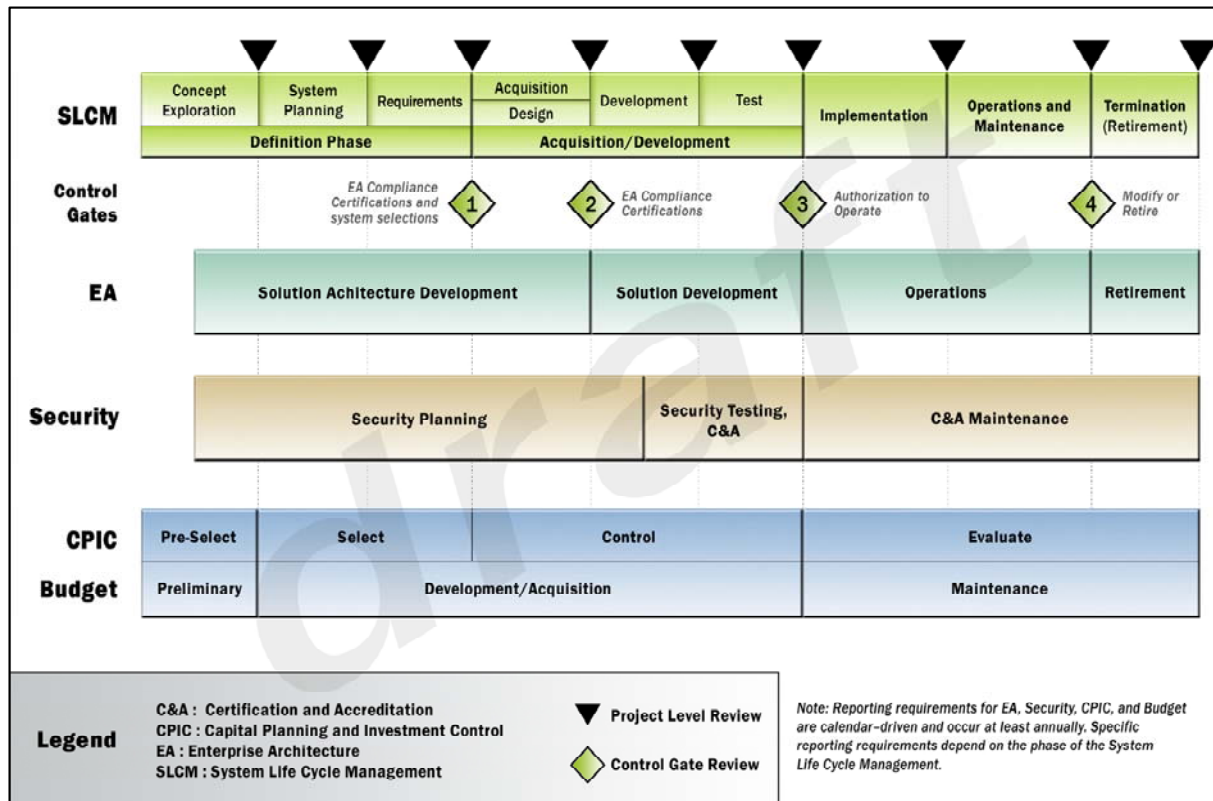 Concept
Exploration
System
Planning
Requirements
Acquisition
Design
Development
Test
Implementation
Operations and
Maintenance
Termination
(Retirement)
SLCM
Definition Phase
Acquisition/Development
Control
Gates
EA Compliance
Certifications and
system selections
1
2
EA Compliance
Certifications
3
Authorization to
Operate
4
Modify or
Retire
EA
Solution Achitecture Development
Solution Development
Operations
Retirement
Security
Security Planning
Security Testing,
C&A
C&A Maintenance
CPIC
Pre-Select
Select
Control
Evaluate
Budget
Preliminary
Development/Acquisition
Maintenance
draft
Legend
C&A : Certification and Accreditation
CPIC : Capital Planning and Investment Control
EA : Enterprise Architecture
SLCM : System Life Cycle Management
Project Level Review
Control Gate Review
Note: Reporting requirements for EA, Security, CPIC, and Budget
are calendar-driven and occur at least annually. Specific
reporting requirements depend on the phase of the System
Life Cycle Management.